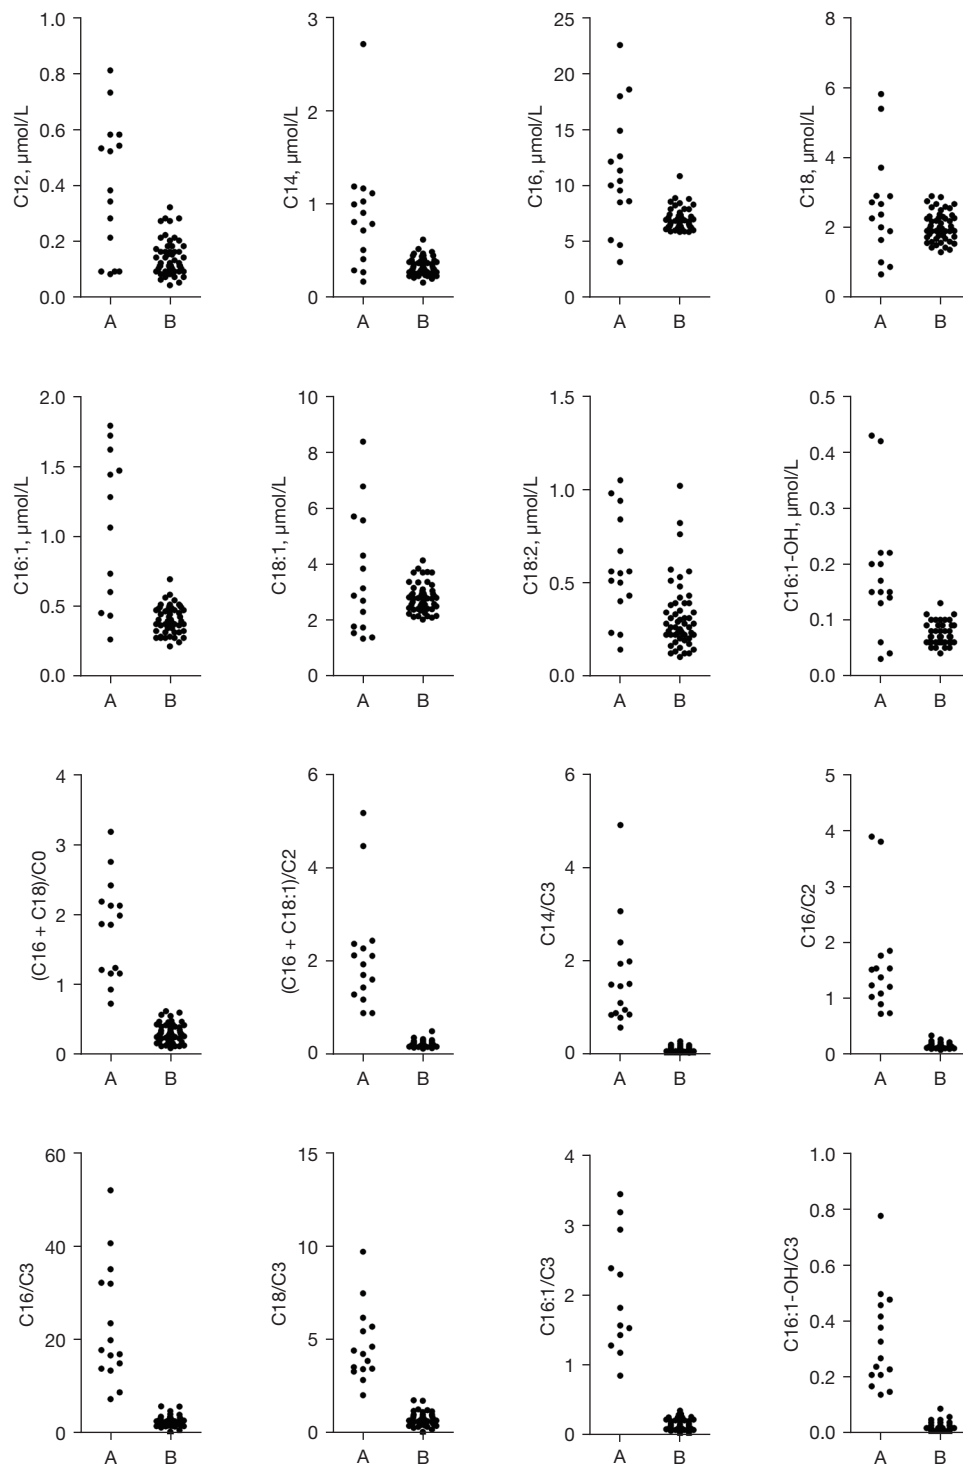 C12, μmol/L
1.0
0.8
0.6
0.4
0.2
0.0
A B
C14, μmol/L
3
2
1
0
A B
C16, μmol/L
25
20
15
10
5
0
A B
C18, μmol/L
8
6
4
2
0
A B
C16:1, μmol/L
2.0
1.5
1.0
0.5
0.0
A B
C18:1, μmol/L
10
8
6
4
2
0
A B
C18:2, μmol/L
1.5
1.0
0.5
0.0
A B
C16:1-OH, μmol/L
0.5
0.4
0.3
0.2
0.1
0.0
A B
(C16 + C18)/C0
4
3
2
1
0
A B
(C16 + C18:1)/C2
6
4
2
0
A B
C14/C3
6
4
2
0
A B
C16/C2
5
4
3
2
1
0
A B
C16/C3
60
40
20
0
A B
C18/C3
15
10
5
0
A B
C16:1/C3
4
3
2
1
0
A B
C16:1-OH/C3
1.0
0.8
0.6
0.4
0.2
0.0
A B